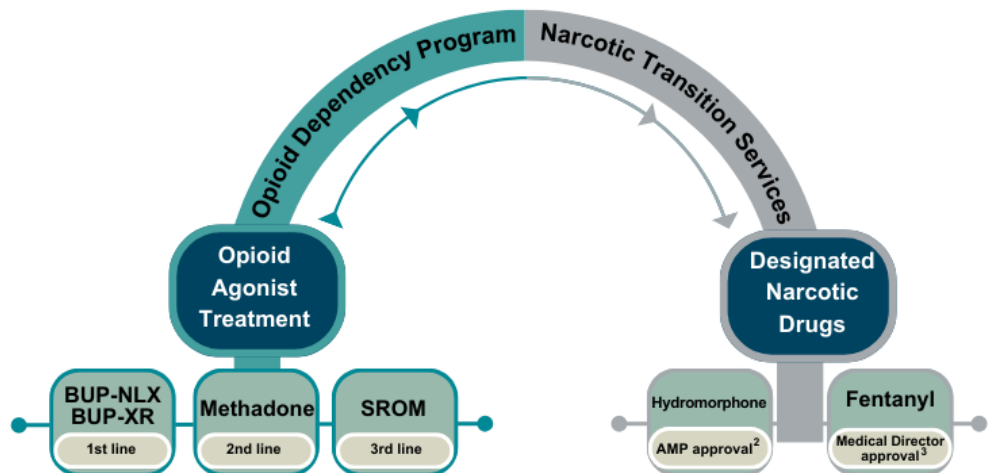 Opioid Dependency Program
Narcotic Transition Services
Opioid
Agonist
Treatment
Designated
Narcotic
Drugs
BUP-NLX
BUP-XR
1st line
Methadone
2nd line
SROM
3rd line
Hydromorphone
AMP approval²
Fentanyl
Medical Director
approval³